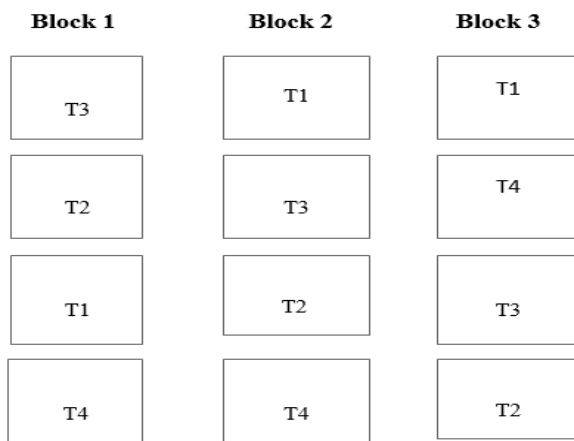 Block 1 Block 2 Block 3
T3 T1 T1
T2 T3 T4
T1 T2 T3
T4 T4 T2